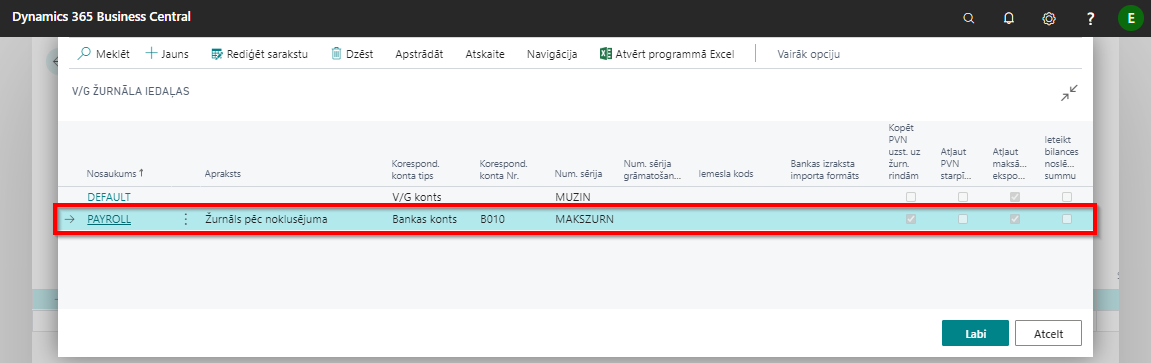 Dynamics 365 Business Central
?
E
Meklēt
Jauns
Rediģēt sarakstu
Dzēst
Apstrādāt
Atskaite
Navigācija
Atvērt programmā Excel
Vairāk opciju
V/G ŽURNĀLA IEDAĻAS
Nosaukums ↑
Apraksts
Korespond.
konta tips
Korespond.
konta Nr.
Num. sērija
Num. sērija
grāmatošan...
Iemesla kods
Bankas izraksta
importa formāts
Kopēt
PVN
uzst. uz
žurn.
rindām
Atļaut
PVN
starpī...
Atļaut
maksā...
ekspo...
Ieteikt
bilances
noslē...
summu
DEFAULT V/G konts MUZIN
PAYROLL Žurnāls pēc noklusējuma Bankas konts B010 MAKSZURN
Labi
Atcelt